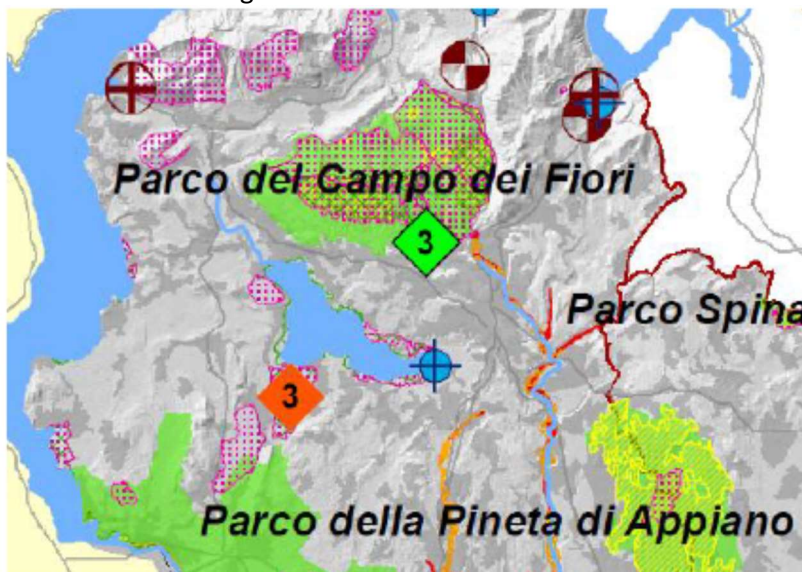 Parco del Campo dei Fiori
3
Parco Spina
3
Parco della Pineta di Appiano